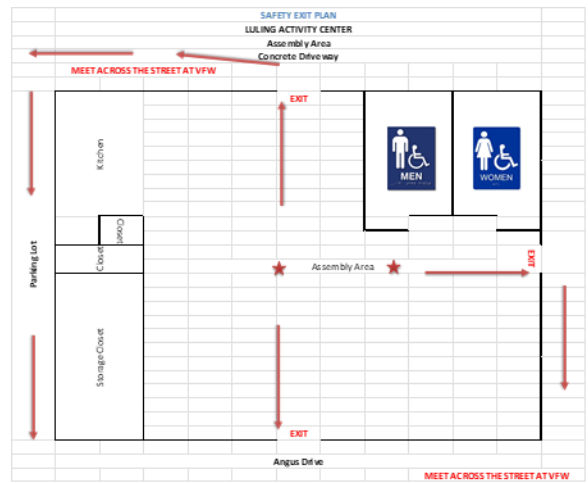 SAFETY EXIT PLAN
LULING ACTIVITY CENTER
Assembly Area
Concrete Driveway
MEET ACROSS THE STREET AT VFW
EXIT
Kitchen
MEN
WOMEN
Closet
Closet
Parking Lot
Assembly Area
EXIT
Storage Closet
EXIT
Angus Drive
MEET ACROSS THE STREET AT VFW